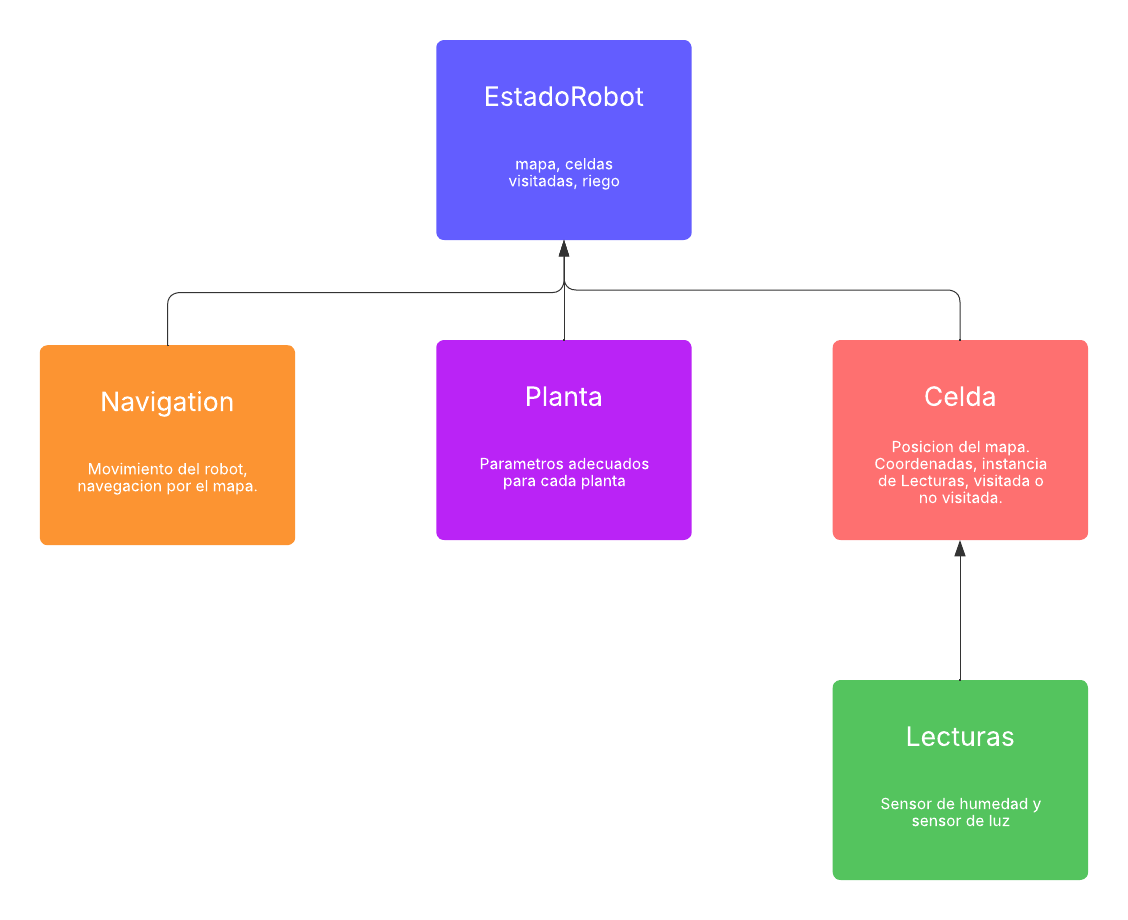 EstadoRobot
mapa, celdas
visitadas, riego
Navigation
Movimiento del robot,
navegacion por el mapa.
Planta
Parametros adecuados
para cada planta
Celda
Posicion del mapa.
Coordenadas, instancia
de Lecturas, visitada o
no visitada.
Lecturas
Sensor de humedad y
sensor de luz